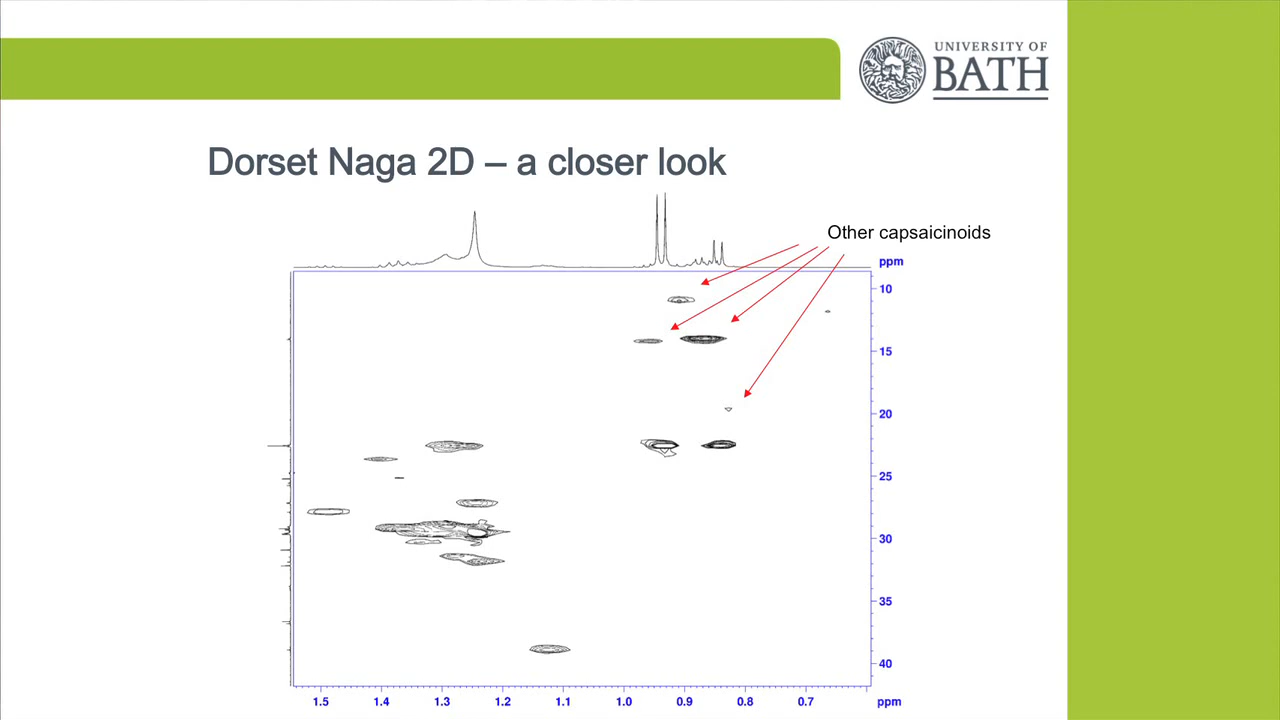 UNIVERSITY OF
BATH
Dorset Naga 2D – a closer look
Other capsaicinoids
ppm
10
15
20
25
30
35
40
1.5 1.4 1.3 1.2 1.1 1.0 0.9 0.8 0.7 ppm